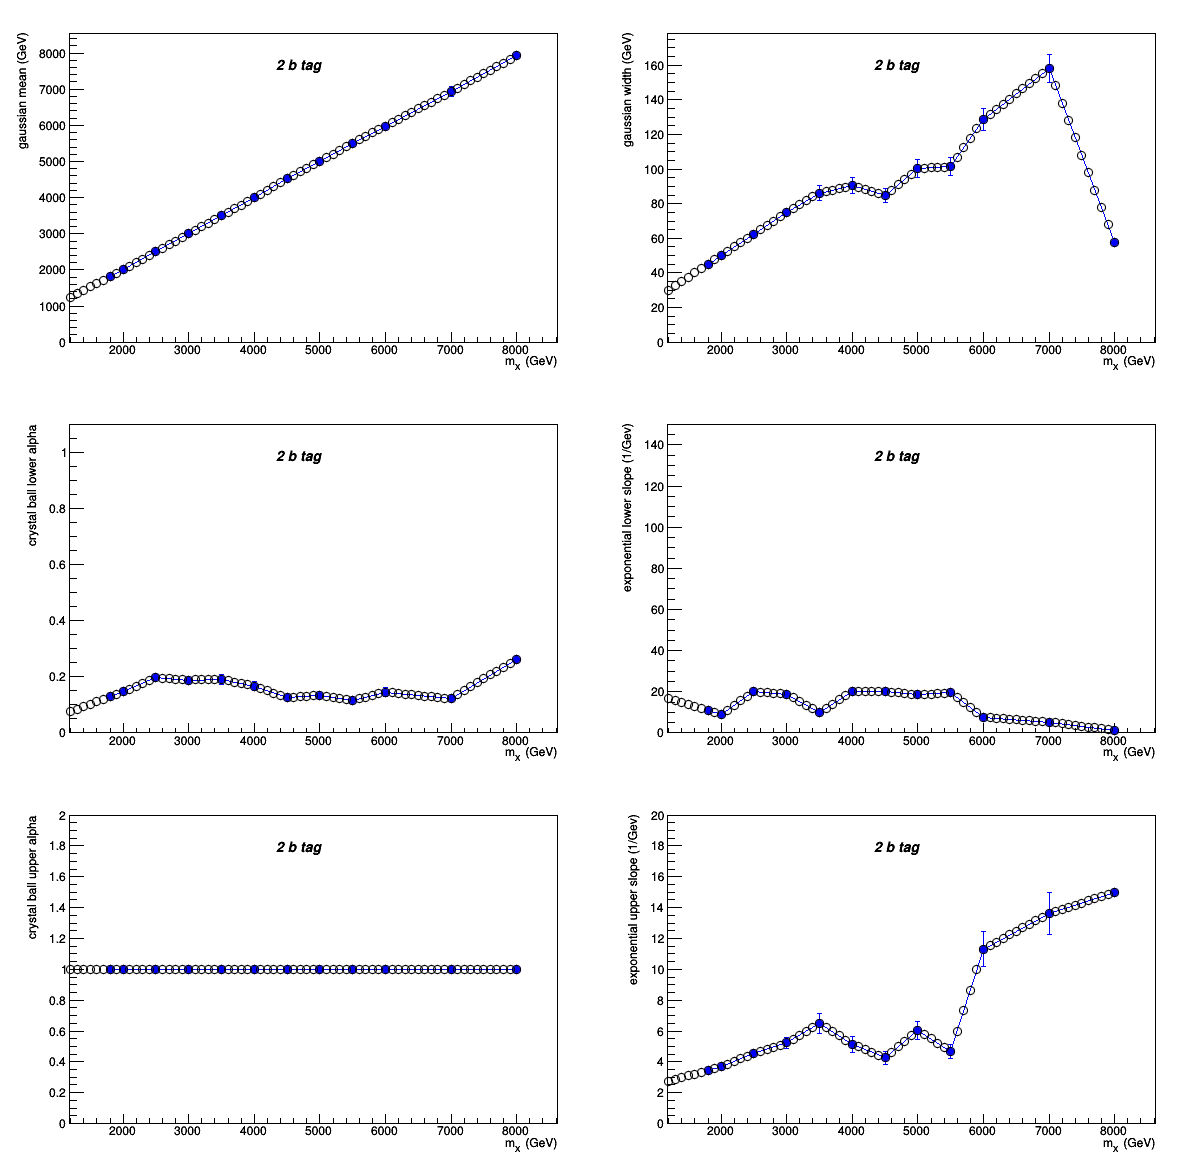 gaussian mean (GeV)
2 b tag
8000
7000
6000
5000
4000
3000
2000
1000
0
2000 3000 4000 5000 6000 7000 8000
m_x (GeV)
gaussian width (GeV)
2 b tag
160
140
120
100
80
60
40
20
0
2000 3000 4000 5000 6000 7000 8000
m_x (GeV)
crystal ball lower alpha
2 b tag
1
0.8
0.6
0.4
0.2
0
2000 3000 4000 5000 6000 7000 8000
m_x (GeV)
exponential lower slope (1/Gev)
2 b tag
140
120
100
80
60
40
20
0
2000 3000 4000 5000 6000 7000 8000
m_x (GeV)
crystal ball upper alpha
2 b tag
2
1.8
1.6
1.4
1.2
1
0.8
0.6
0.4
0.2
0
2000 3000 4000 5000 6000 7000 8000
m_x (GeV)
exponential upper slope (1/Gev)
2 b tag
20
18
16
14
12
10
8
6
4
2
0
2000 3000 4000 5000 6000 7000 8000
m_x (GeV)